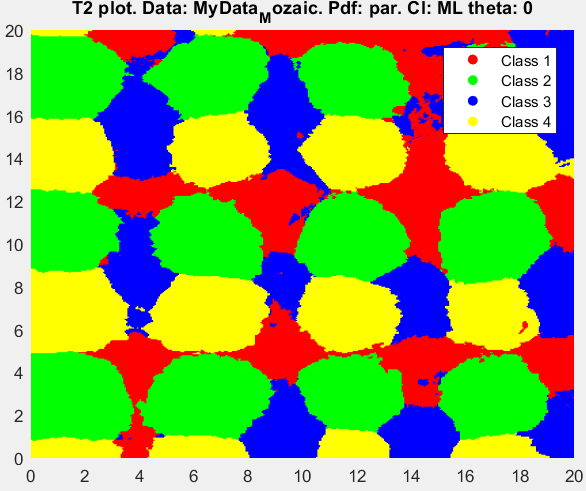 T2 plot. Data: MyData_Mozaic. Pdf: par. Cl: ML theta: 0
20
18
16
14
12
10
8
6
4
2
0
Class 1
Class 2
Class 3
Class 4
0 2 4 6 8 10 12 14 16 18 20